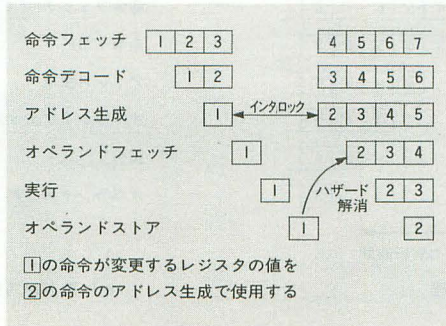 命令フェッチ 1 2 3 4 5 6 7
命令デコード 1 2 3 4 5 6
アドレス生成 1 インタロック 2 3 4 5
オペランドフェッチ 1 2 3 4
実行 1 ハザード解消 2 3
オペランドストア 1 2
1の命令が変更するレジスタの値を
2の命令のアドレス生成で使用する